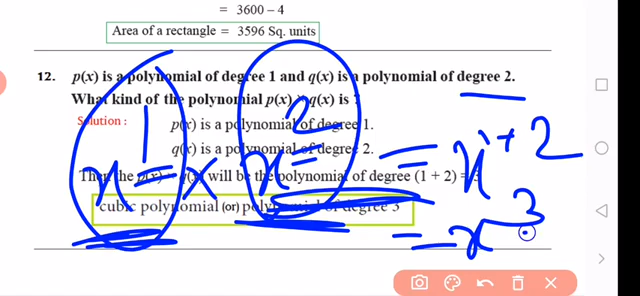 = 3600 – 4
Area of a rectangle = 3596 Sq. units
12. p(x) is a polynomial of degree 1 and q(x) is a polynomial of degree 2.
What kind of the polynomial p(x) × q(x) is ?
Solution :
p(x) is a polynomial of degree 1.
q(x) is a polynomial of degree 2.
Then the p(x) × q(x) will be the polynomial of degree (1 + 2) = 3
cubic polynomial (or) polynomial of degree 3
x¹ × x² = x¹⁺²
= x³